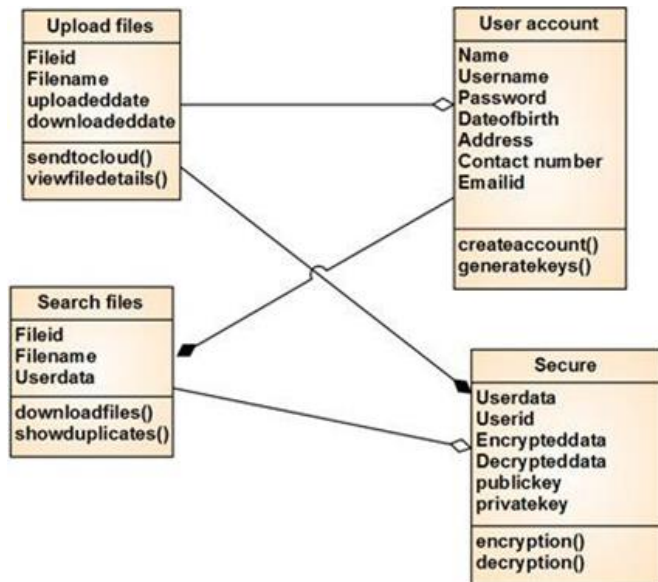 Upload files
Fileid
Filename
uploadeddate
downloadeddate
sendtocloud()
viewfiledetails()
User account
Name
Username
Password
Dateofbirth
Address
Contact number
Emailid
createaccount()
generatekeys()
Search files
Fileid
Filename
Userdata
downloadfiles()
showduplicates()
Secure
Userdata
Userid
Encrypteddata
Decrypteddata
publickey
privatekey
encryption()
decryption()